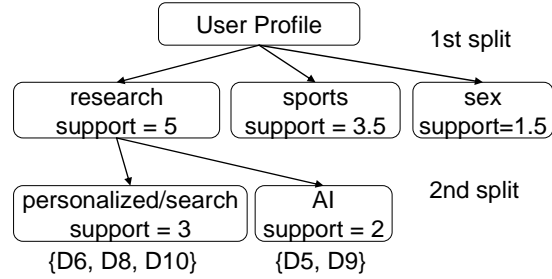 User Profile
1st split
research
support = 5
sports
support = 3.5
sex
support=1.5
2nd split
personalized/search
support = 3
AI
support = 2
{D6, D8, D10}
{D5, D9}